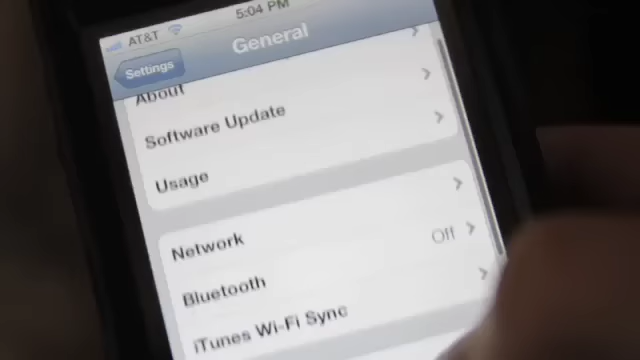 AT&T 5:04 PM
Settings General
About
Software Update
Usage
Network
Bluetooth Off
iTunes Wi-Fi Sync